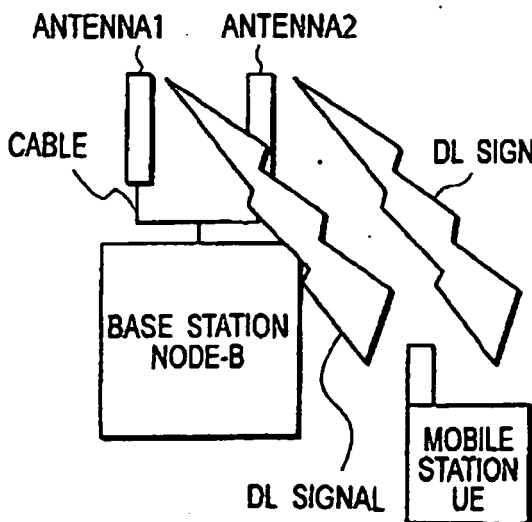 ANTENNA1 ANTENNA2
CABLE
DL SIGN
BASE STATION
NODE-B
MOBILE
STATION
UE
DL SIGNAL